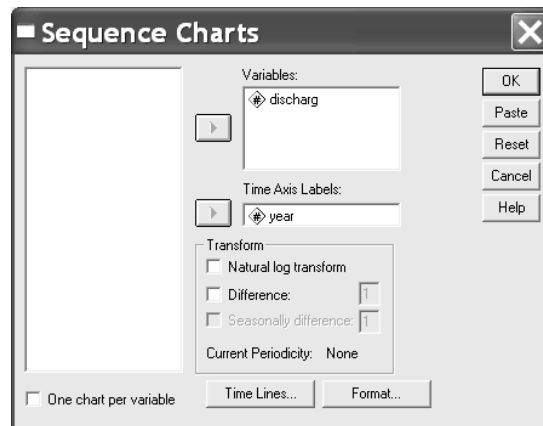 Sequence Charts
Variables:
# discharg
Time Axis Labels:
# year
Transform
Natural log transform
Difference: 1
Seasonally difference: 1
Current Periodicity: None
One chart per variable
Time Lines...
Format...
OK
Paste
Reset
Cancel
Help